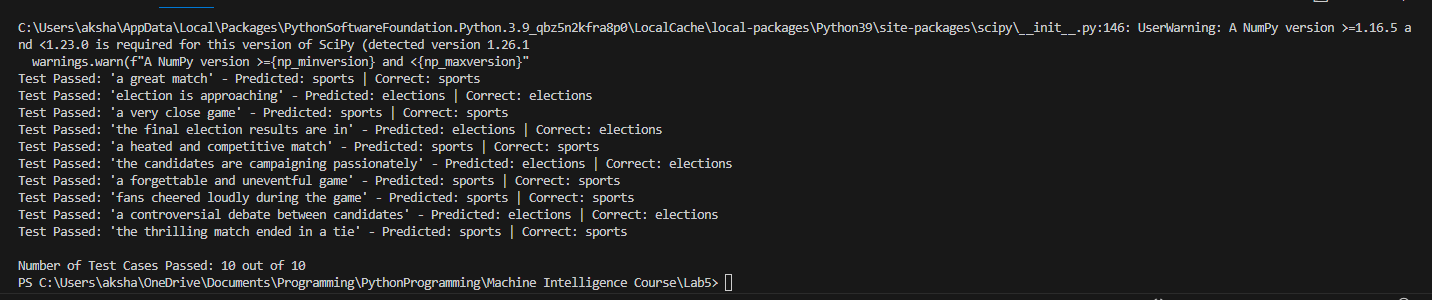 C:\Users\aksha\AppData\Local\Packages\PythonSoftwareFoundation.Python.3.9_qbz5n2kfra8p0\LocalCache\local-packages\Python39\site-packages\scipy\__init__.py:146: UserWarning: A NumPy version >=1.16.5 a
nd <1.23.0 is required for this version of SciPy (detected version 1.26.1
  warnings.warn(f"A NumPy version >={np_minversion} and <{np_maxversion}"
Test Passed: 'a great match' - Predicted: sports | Correct: sports
Test Passed: 'election is approaching' - Predicted: elections | Correct: elections
Test Passed: 'a very close game' - Predicted: sports | Correct: sports
Test Passed: 'the final election results are in' - Predicted: elections | Correct: elections
Test Passed: 'a heated and competitive match' - Predicted: sports | Correct: sports
Test Passed: 'the candidates are campaigning passionately' - Predicted: elections | Correct: elections
Test Passed: 'a forgettable and uneventful game' - Predicted: sports | Correct: sports
Test Passed: 'fans cheered loudly during the game' - Predicted: sports | Correct: sports
Test Passed: 'a controversial debate between candidates' - Predicted: elections | Correct: elections
Test Passed: 'the thrilling match ended in a tie' - Predicted: sports | Correct: sports

Number of Test Cases Passed: 10 out of 10
PS C:\Users\aksha\OneDrive\Documents\Programming\PythonProgramming\Machine Intelligence Course\Lab5>